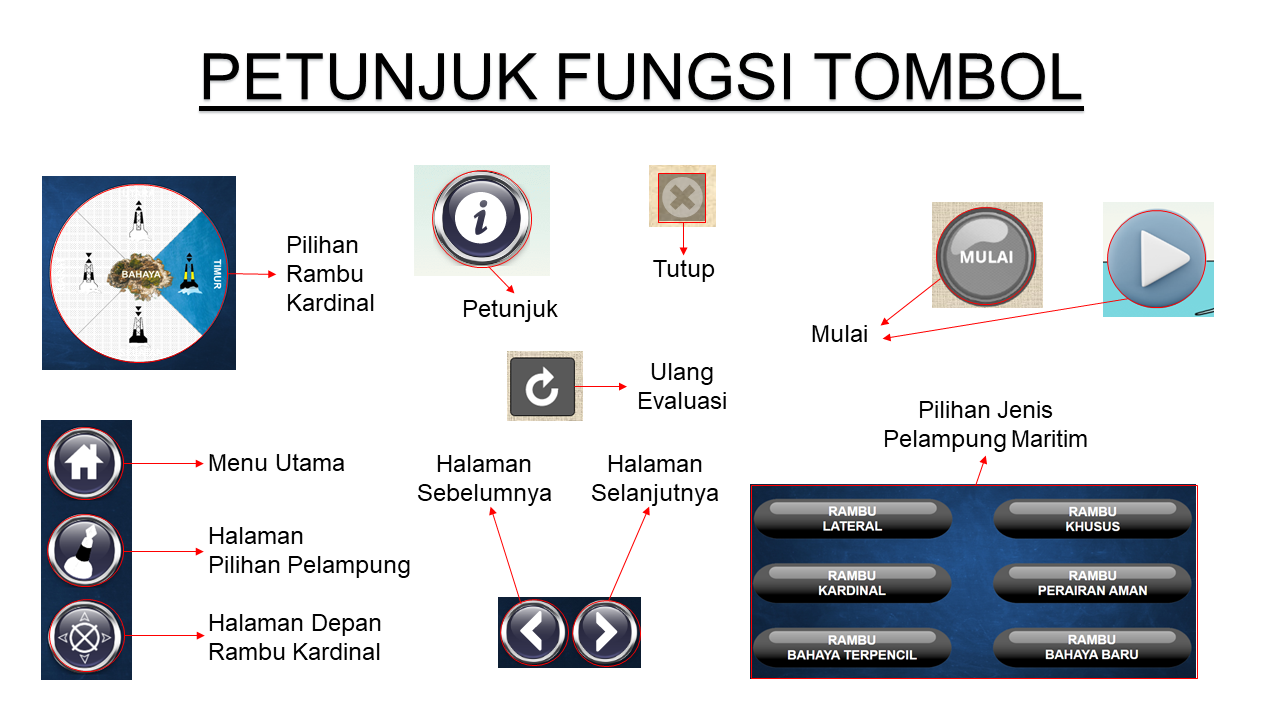 PETUNJUK FUNGSI TOMBOL
BAHAYA
TIMUR
Pilihan
Rambu
Kardinal
i
Petunjuk
Tutup
MULAI
Mulai
Ulang
Evaluasi
Menu Utama
Halaman
Pilihan Pelampung
Halaman Depan
Rambu Kardinal
Halaman
Sebelumnya
Halaman
Selanjutnya
Pilihan Jenis
Pelampung Maritim
RAMBU
LATERAL
RAMBU
KHUSUS
RAMBU
KARDINAL
RAMBU
PERAIRAN AMAN
RAMBU
BAHAYA TERPENCIL
RAMBU
BAHAYA BARU